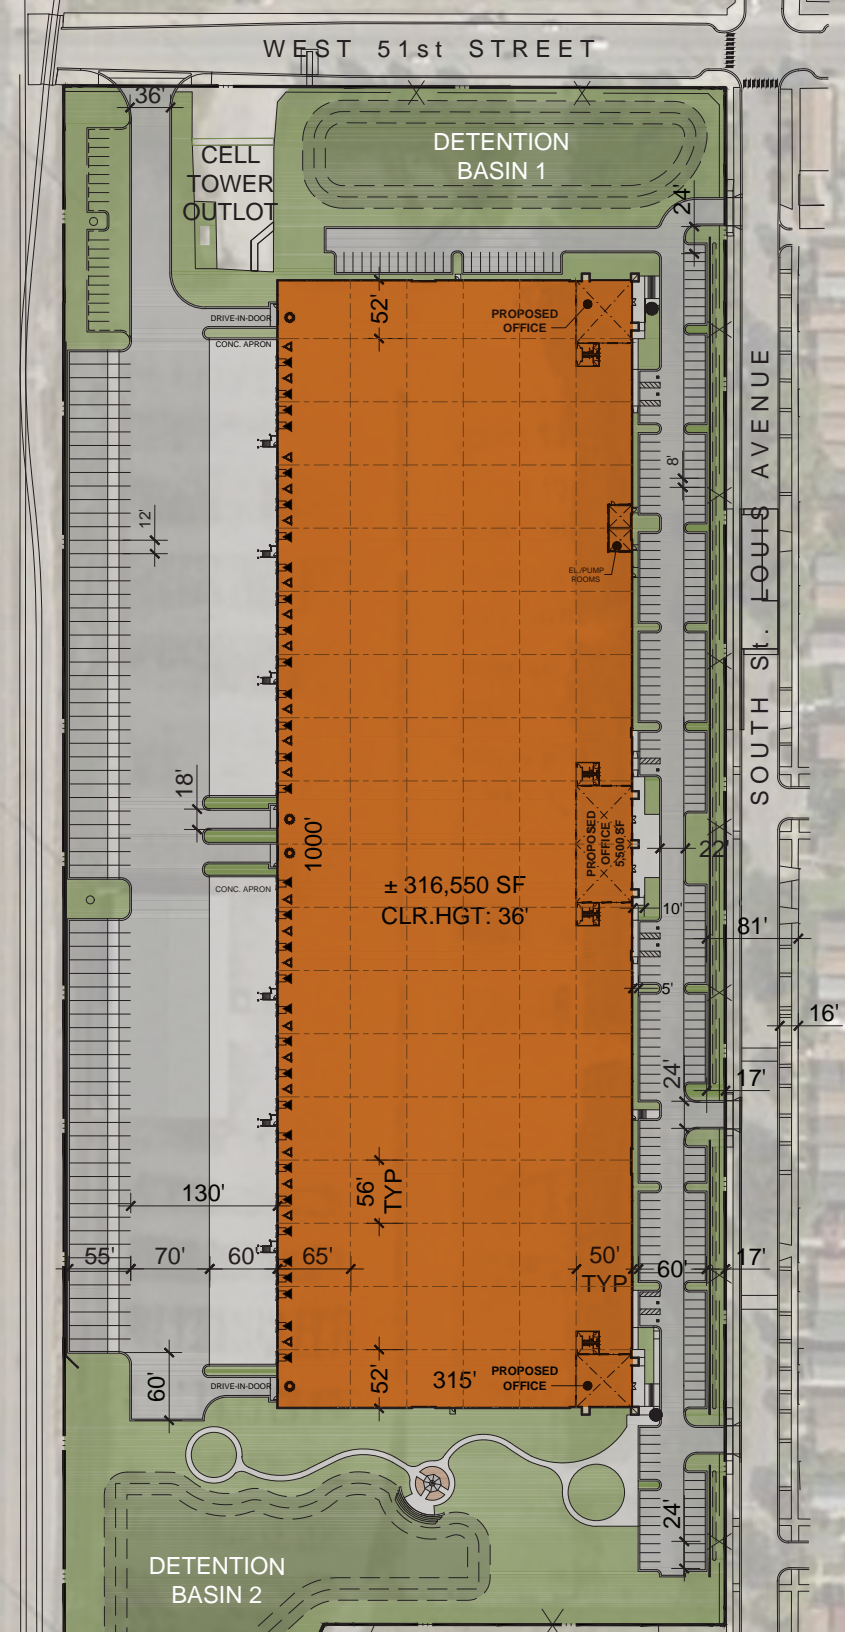 WEST 51st STREET
36'
CELL
TOWER
OUTLOT
DETENTION
BASIN 1
24'
DRIVE-IN-DOOR
CONC. APRON
52'
PROPOSED
OFFICE
SOUTH St. LOUIS AVENUE
8'
12'
EL./PUMP
ROOMS
18'
1000'
PROPOSED
OFFICE
5,500 SF
22'
± 316,550 SF
CLR.HGT: 36'
CONC. APRON
10'
81'
5'
16'
24'
17'
130'
56'
TYP
55'
70'
60'
65'
50'
TYP
60'
17'
60'
DRIVE-IN-DOOR
52'
315'
PROPOSED
OFFICE
24'
DETENTION
BASIN 2